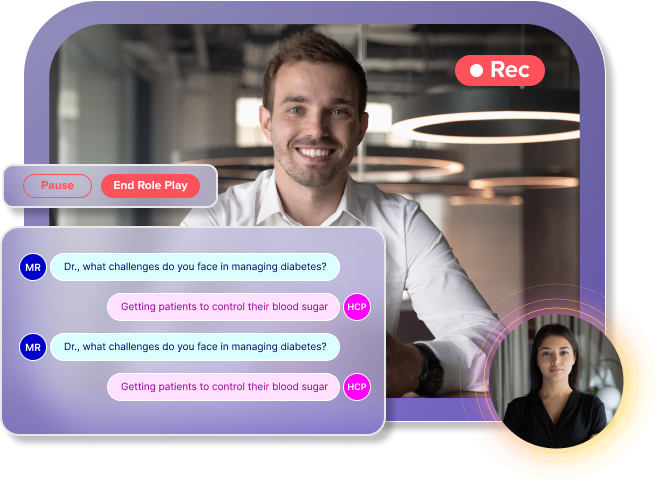 Rec
Pause
End Role Play
MR
Dr., what challenges do you face in managing diabetes?
Getting patients to control their blood sugar
HCP
MR
Dr., what challenges do you face in managing diabetes?
Getting patients to control their blood sugar
HCP